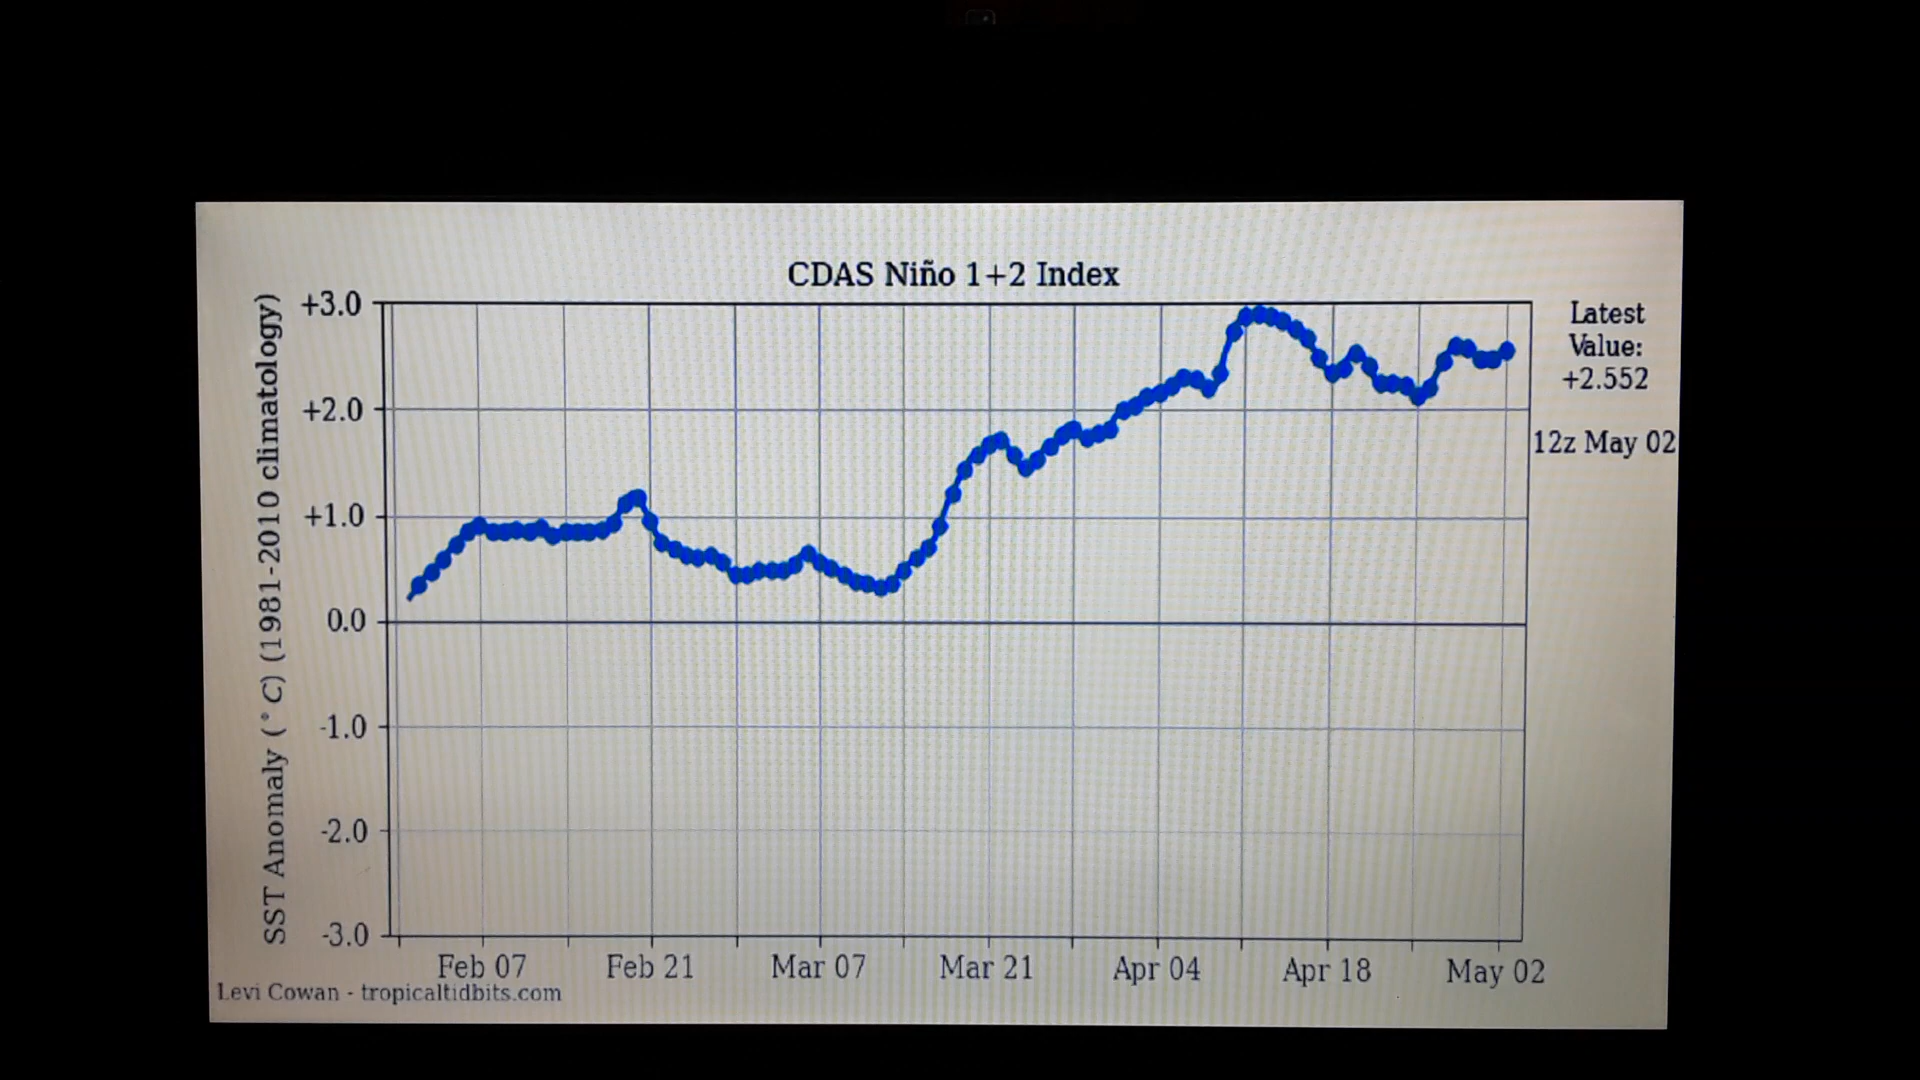 CDAS Niño 1+2 Index
SST Anomaly (°C) (1981-2010 climatology)
+3.0
+2.0
+1.0
0.0
-1.0
-2.0
-3.0
Feb 07 Feb 21 Mar 07 Mar 21 Apr 04 Apr 18 May 02
Latest
Value:
+2.552
12z May 02
Levi Cowan - tropicaltidbits.com